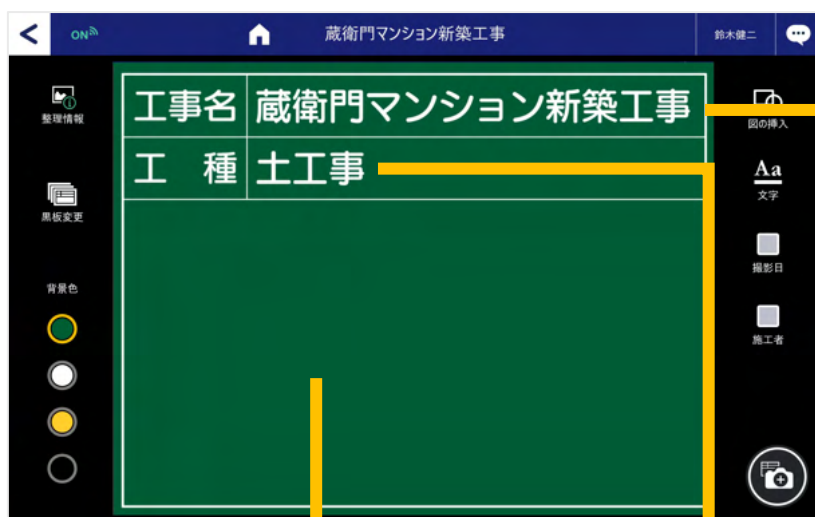 ON
蔵衛門マンション新築工事
鈴木健二
整理情報
黒板変更
背景色
工事名 蔵衛門マンション新築工事
工 種 土工事
図の挿入
Aa
文字
撮影日
施工者